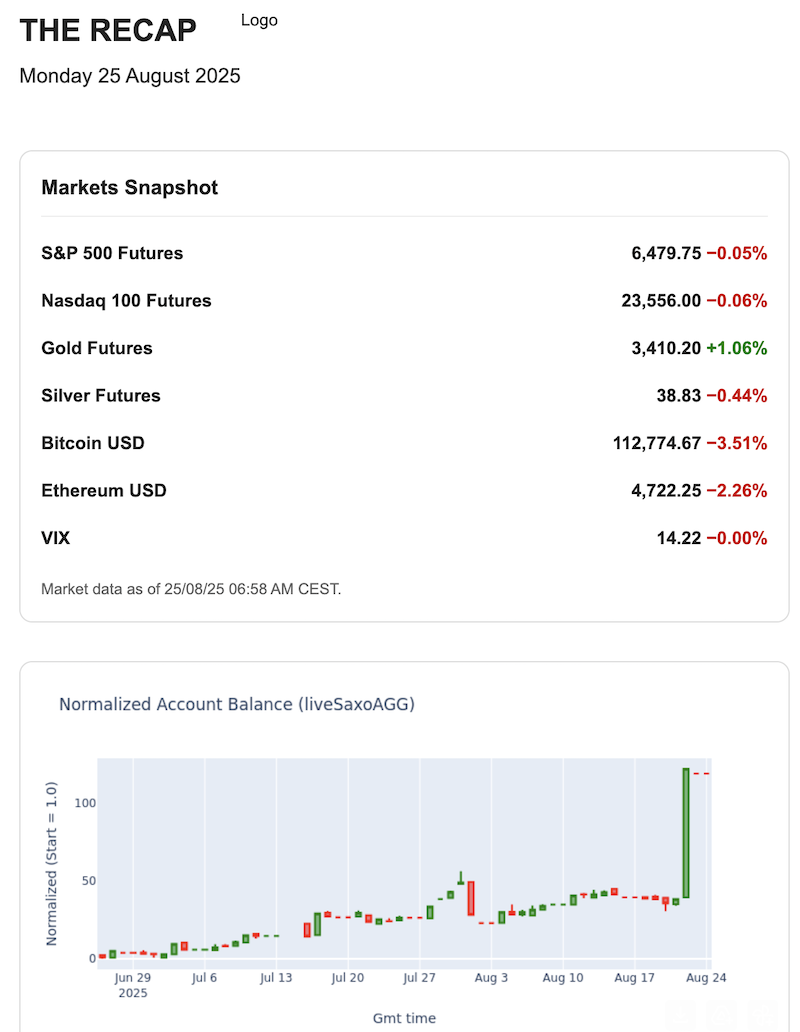 THE RECAP
Logo
Monday 25 August 2025
Markets Snapshot
S&P 500 Futures 6,479.75 −0.05%
Nasdaq 100 Futures 23,556.00 −0.06%
Gold Futures 3,410.20 +1.06%
Silver Futures 38.83 −0.44%
Bitcoin USD 112,774.67 −3.51%
Ethereum USD 4,722.25 −2.26%
VIX 14.22 −0.00%
Market data as of 25/08/25 06:58 AM CEST.
Normalized Account Balance (liveSaxoAGG)
Normalized (Start = 1.0)
100
50
0
Jun 29 Jul 6 Jul 13 Jul 20 Jul 27 Aug 3 Aug 10 Aug 17 Aug 24
2025
Gmt time